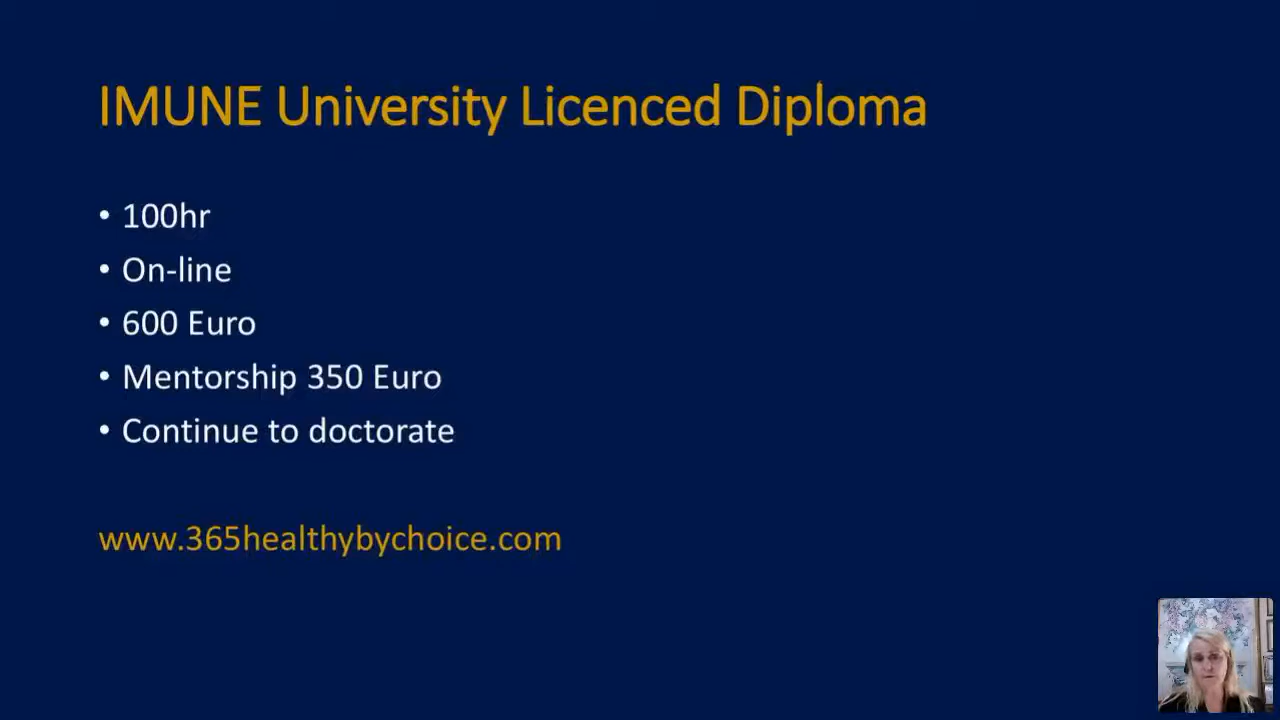 IMUNE University Licenced Diploma
• 100hr
• On-line
• 600 Euro
• Mentorship 350 Euro
• Continue to doctorate
www.365healthybychoice.com